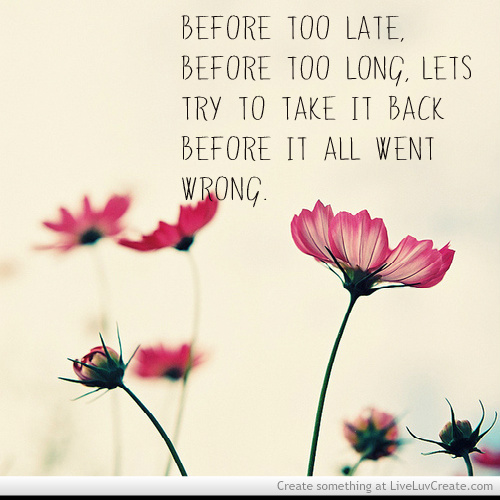 BEFORE TOO LATE,
BEFORE TOO LONG, LETS
TRY TO TAKE IT BACK
BEFORE IT ALL WENT
WRONG.
Create something at LiveLuvCreate.com